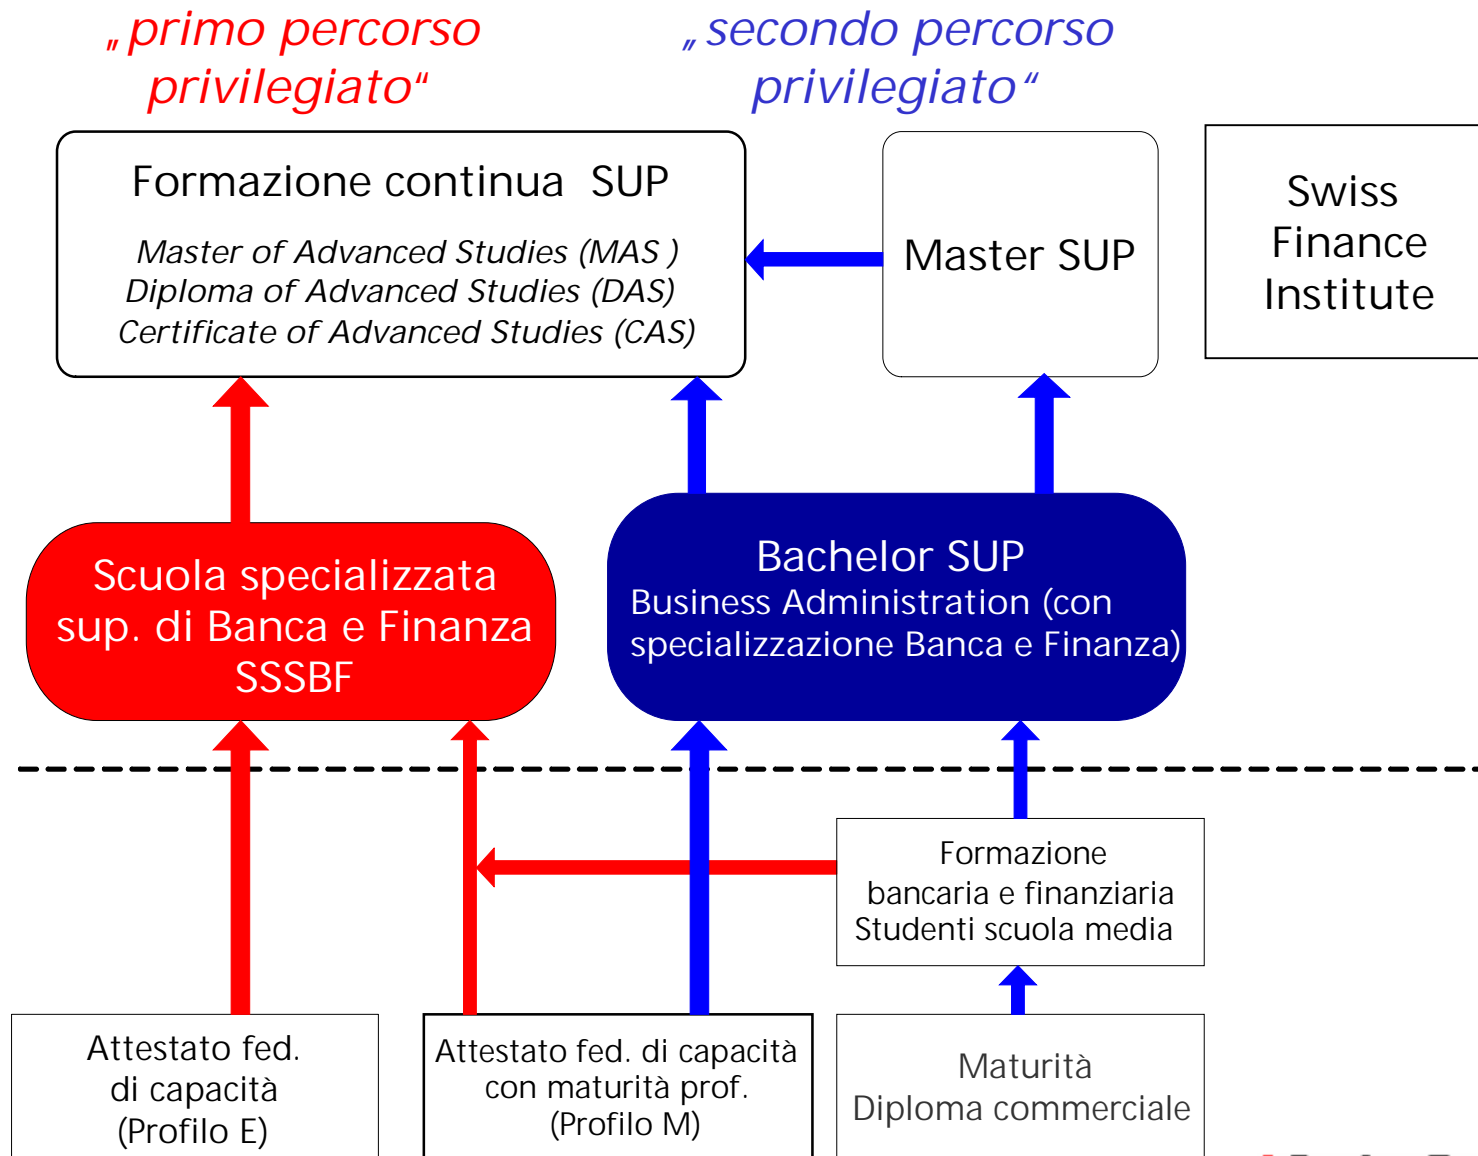 „primo percorso
privilegiato“
„secondo percorso
privilegiato“
Formazione continua SUP
Master of Advanced Studies (MAS )
Diploma of Advanced Studies (DAS)
Certificate of Advanced Studies (CAS)
Master SUP
Swiss
Finance
Institute
Scuola specializzata
sup. di Banca e Finanza
SSSBF
Bachelor SUP
Business Administration (con
specializzazione Banca e Finanza)
Formazione
bancaria e finanziaria
Studenti scuola media
Attestato fed.
di capacità
(Profilo E)
Attestato fed. di capacità
con maturità prof.
(Profilo M)
Maturità
Diploma commerciale